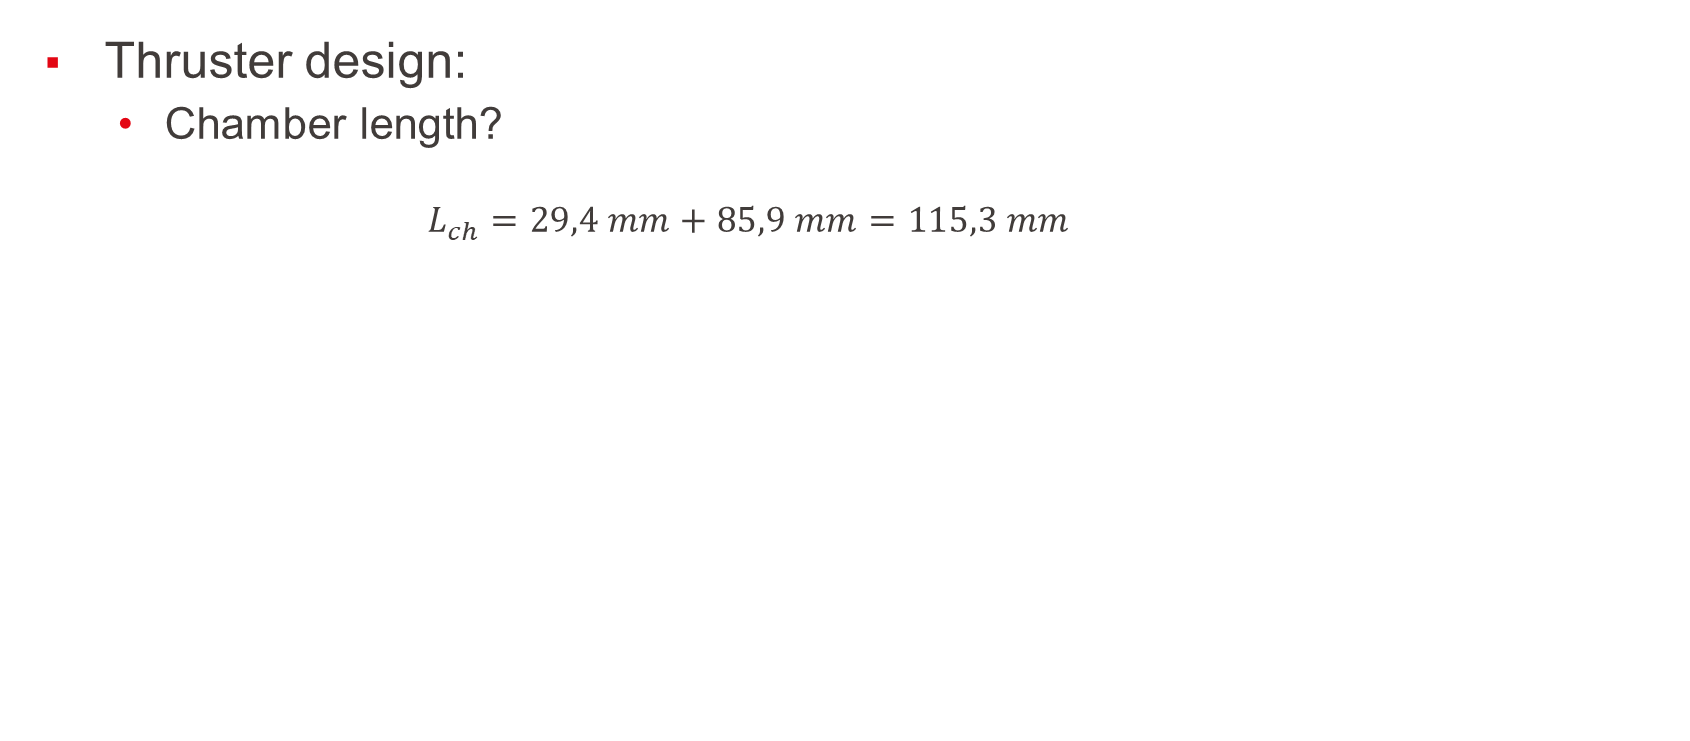 ▪ Thruster design:
• Chamber length?
L_ch = 29,4 mm + 85,9 mm = 115,3 mm